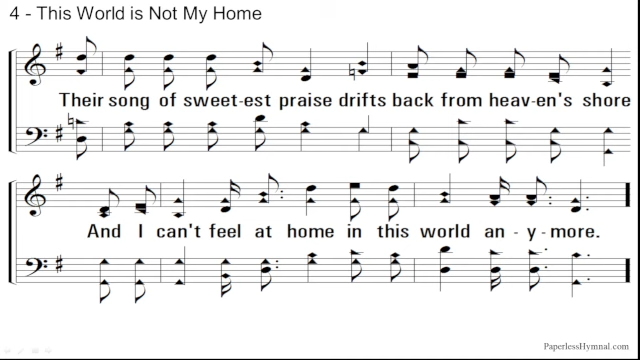 4 - This World is Not My Home
Their song of sweet-est praise drifts back from heav-en's shore
And I can't feel at home in this world an - y - more.
PaperlessHymnal.com